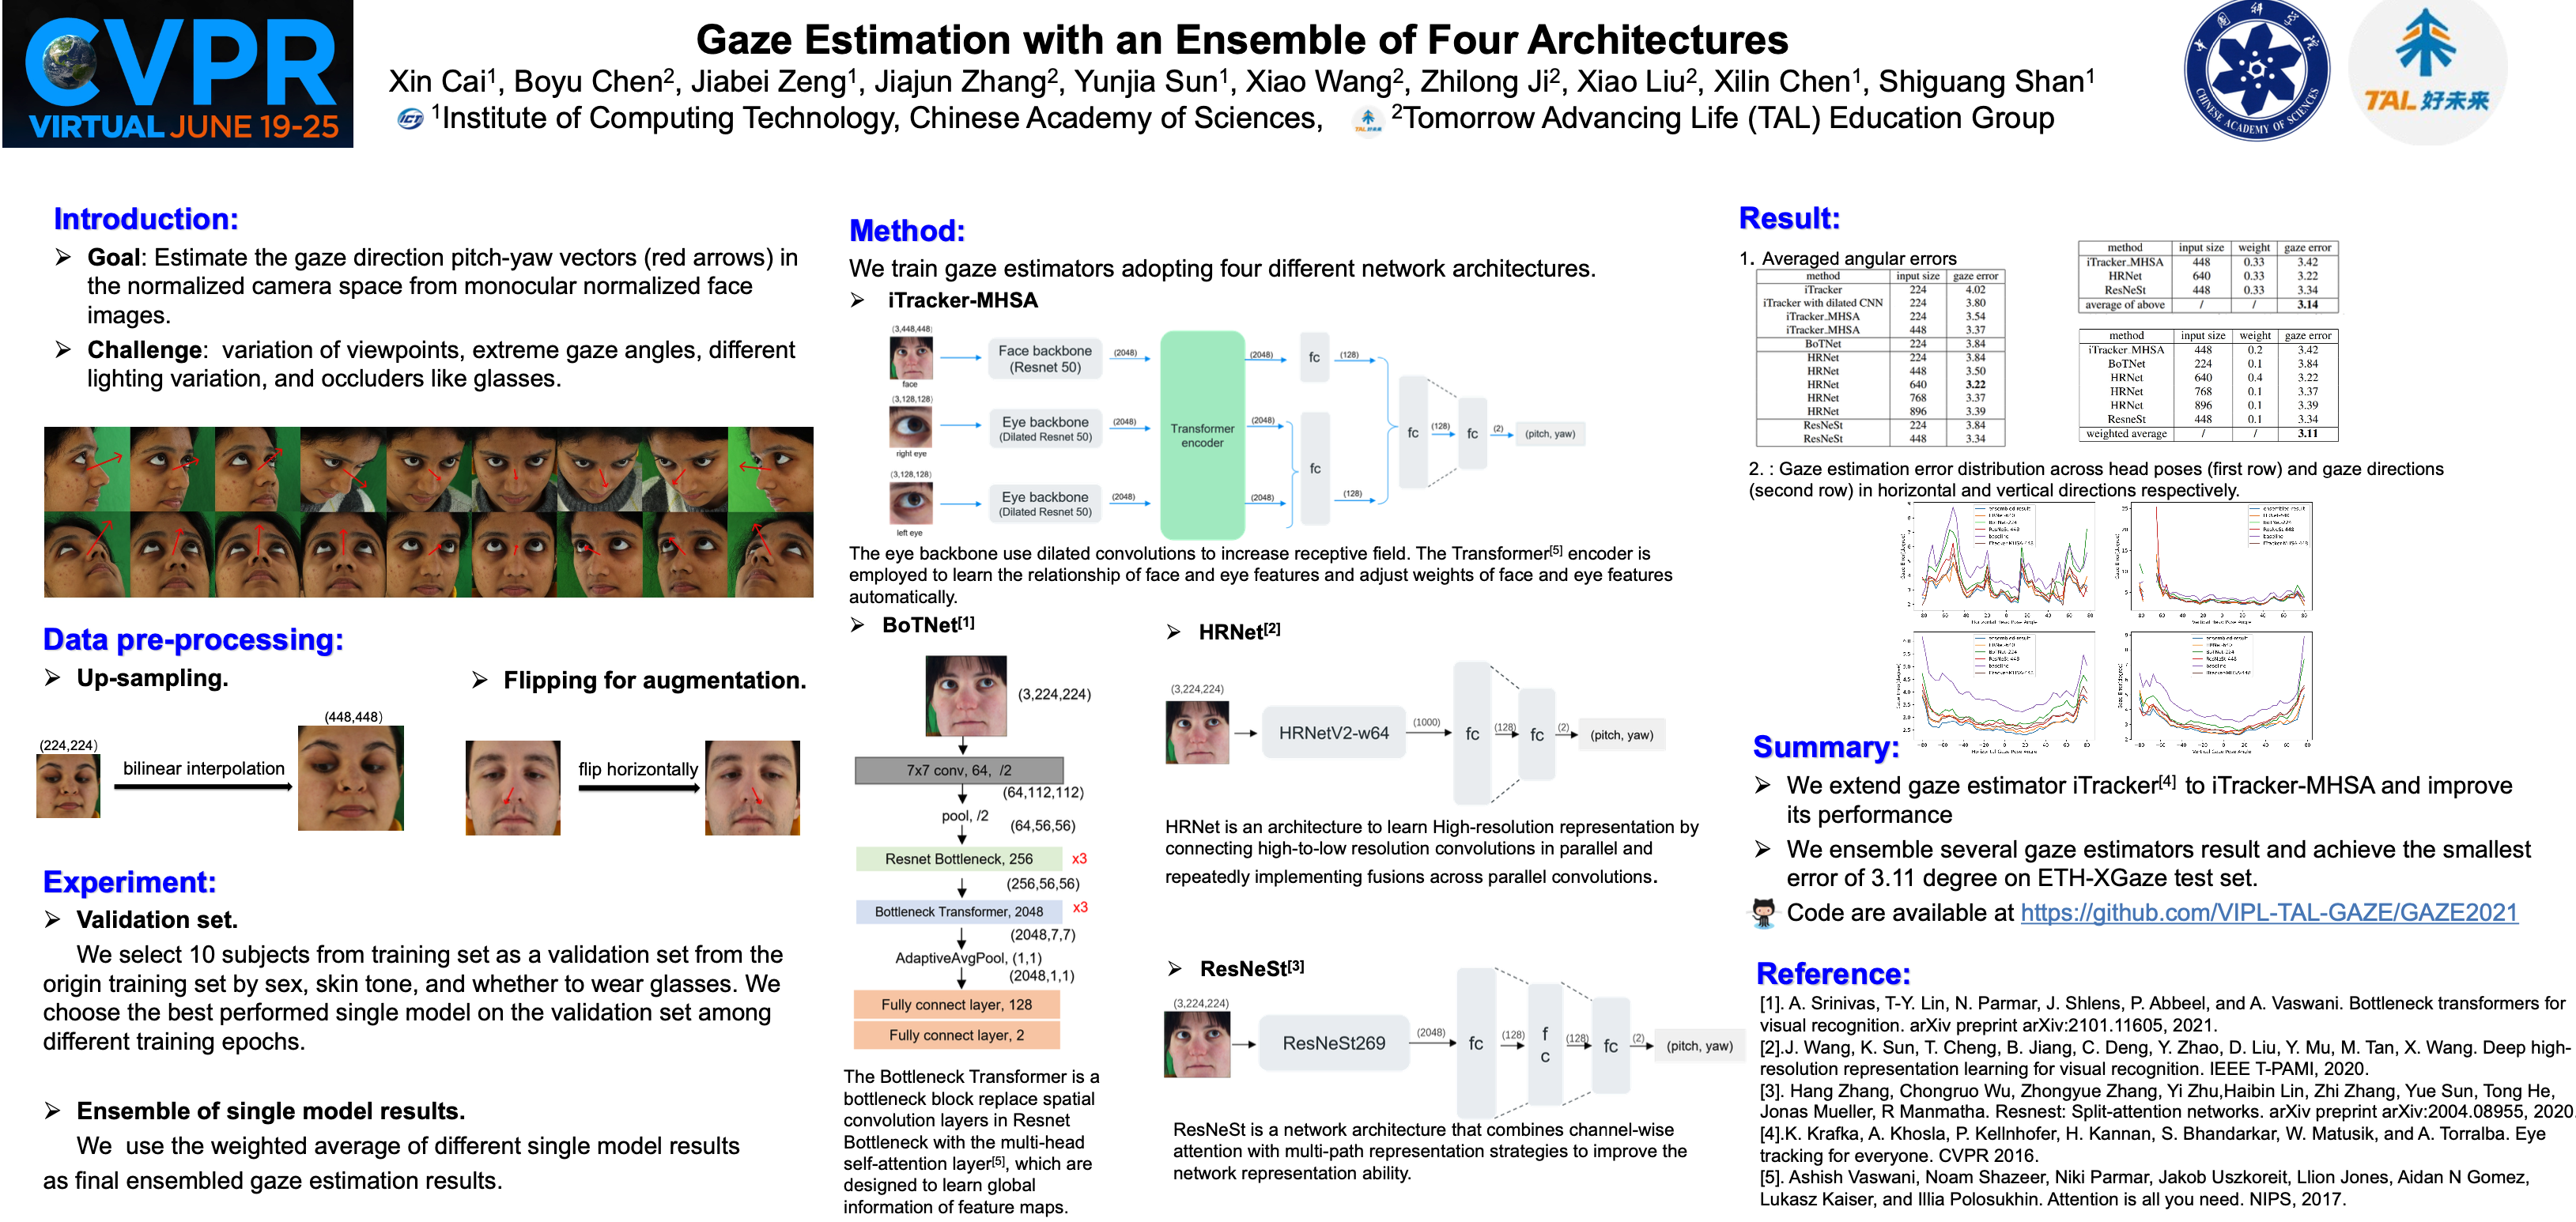 CVPR
VIRTUAL JUNE 19-25
Gaze Estimation with an Ensemble of Four Architectures
Xin Cai1, Boyu Chen2, Jiabei Zeng1, Jiajun Zhang2, Yunjia Sun1, Xiao Wang2, Zhilong Ji2, Xiao Liu2, Xilin Chen1, Shiguang Shan1
ICT 1Institute of Computing Technology, Chinese Academy of Sciences, TAL 好未来 2Tomorrow Advancing Life (TAL) Education Group
中国科学院
CHINESE ACADEMY OF SCIENCES
TAL 好未来
Introduction:
Goal: Estimate the gaze direction pitch-yaw vectors (red arrows) in
the normalized camera space from monocular normalized face
images.
Challenge: variation of viewpoints, extreme gaze angles, different
lighting variation, and occluders like glasses.
Data pre-processing:
Up-sampling.
(224,224)
bilinear interpolation
(448,448)
Flipping for augmentation.
flip horizontally
Experiment:
Validation set.
We select 10 subjects from training set as a validation set from the
origin training set by sex, skin tone, and whether to wear glasses. We
choose the best performed single model on the validation set among
different training epochs.
Ensemble of single model results.
We use the weighted average of different single model results
as final ensembled gaze estimation results.
Method:
We train gaze estimators adopting four different network architectures.
iTracker-MHSA
(3,448,448)
face
Face backbone
(Resnet 50)
(2048)
(3,128,128)
right eye
Eye backbone
(Dilated Resnet 50)
(2048)
(3,128,128)
left eye
Eye backbone
(Dilated Resnet 50)
(2048)
Transformer
encoder
(2048)
fc
(128)
(2048)
(2048)
fc
(128)
fc
(128)
fc
(2)
(pitch, yaw)
The eye backbone use dilated convolutions to increase receptive field. The Transformer[5] encoder is
employed to learn the relationship of face and eye features and adjust weights of face and eye features
automatically.
BoTNet[1]
(3,224,224)
7x7 conv, 64, /2
(64,112,112)
pool, /2
(64,56,56)
Resnet Bottleneck, 256 x3
(256,56,56)
Bottleneck Transformer, 2048 x3
(2048,7,7)
AdaptiveAvgPool, (1,1)
(2048,1,1)
Fully connect layer, 128
Fully connect layer, 2
The Bottleneck Transformer is a
bottleneck block replace spatial
convolution layers in Resnet
Bottleneck with the multi-head
self-attention layer[5], which are
designed to learn global
information of feature maps.
HRNet[2]
(3,224,224)
HRNetV2-w64
(1000)
fc
(128)
fc
(2)
(pitch, yaw)
HRNet is an architecture to learn High-resolution representation by
connecting high-to-low resolution convolutions in parallel and
repeatedly implementing fusions across parallel convolutions.
ResNeSt[3]
(3,224,224)
ResNeSt269
(2048)
fc
(128)
f
c
(128)
fc
(2)
(pitch, yaw)
ResNeSt is a network architecture that combines channel-wise
attention with multi-path representation strategies to improve the
network representation ability.
Result:
1. Averaged angular errors
method input size gaze error
iTracker 224 4.02
iTracker with dilated CNN 224 3.80
iTracker_MHSA 224 3.54
iTracker_MHSA 448 3.37
BoTNet 224 3.84
HRNet 224 3.84
HRNet 448 3.50
HRNet 640 3.22
HRNet 768 3.37
HRNet 896 3.39
ResNeSt 224 3.84
ResNeSt 448 3.34
method input size weight gaze error
iTracker_MHSA 448 0.33 3.42
HRNet 640 0.33 3.22
ResNeSt 448 0.33 3.34
average of above / / 3.14
method input size weight gaze error
iTracker_MHSA 448 0.2 3.42
BoTNet 224 0.1 3.84
HRNet 640 0.4 3.22
HRNet 768 0.1 3.37
HRNet 896 0.1 3.39
ResneSt 448 0.1 3.34
weighted average / / 3.11
2. : Gaze estimation error distribution across head poses (first row) and gaze directions
(second row) in horizontal and vertical directions respectively.
Summary:
We extend gaze estimator iTracker[4] to iTracker-MHSA and improve
its performance
We ensemble several gaze estimators result and achieve the smallest
error of 3.11 degree on ETH-XGaze test set.
Code are available at https://github.com/VIPL-TAL-GAZE/GAZE2021
Reference:
[1]. A. Srinivas, T-Y. Lin, N. Parmar, J. Shlens, P. Abbeel, and A. Vaswani. Bottleneck transformers for
visual recognition. arXiv preprint arXiv:2101.11605, 2021.
[2].J. Wang, K. Sun, T. Cheng, B. Jiang, C. Deng, Y. Zhao, D. Liu, Y. Mu, M. Tan, X. Wang. Deep high-
resolution representation learning for visual recognition. IEEE T-PAMI, 2020.
[3]. Hang Zhang, Chongruo Wu, Zhongyue Zhang, Yi Zhu,Haibin Lin, Zhi Zhang, Yue Sun, Tong He,
Jonas Mueller, R Manmatha. Resnest: Split-attention networks. arXiv preprint arXiv:2004.08955, 2020
[4].K. Krafka, A. Khosla, P. Kellnhofer, H. Kannan, S. Bhandarkar, W. Matusik, and A. Torralba. Eye
tracking for everyone. CVPR 2016.
[5]. Ashish Vaswani, Noam Shazeer, Niki Parmar, Jakob Uszkoreit, Llion Jones, Aidan N Gomez,
Lukasz Kaiser, and Illia Polosukhin. Attention is all you need. NIPS, 2017.